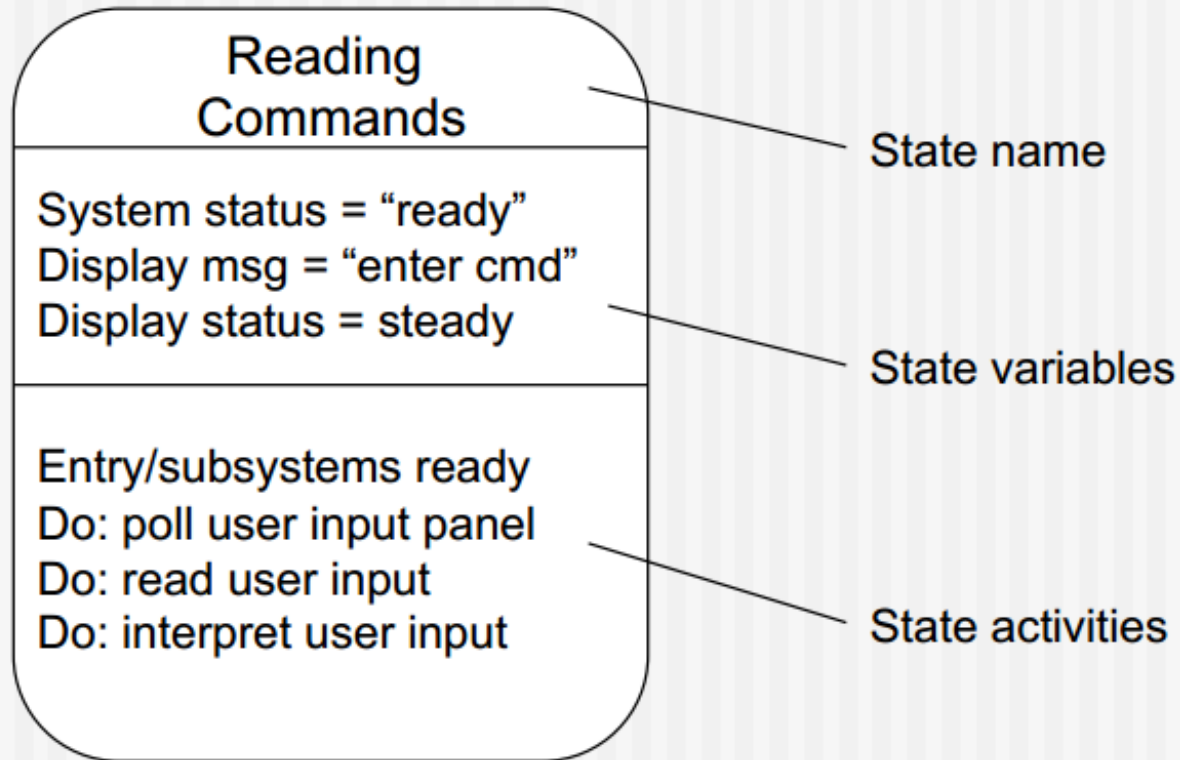 Reading
Commands
State name
System status = “ready”
Display msg = “enter cmd”
Display status = steady
State variables
Entry/subsystems ready
Do: poll user input panel
Do: read user input
Do: interpret user input
State activities